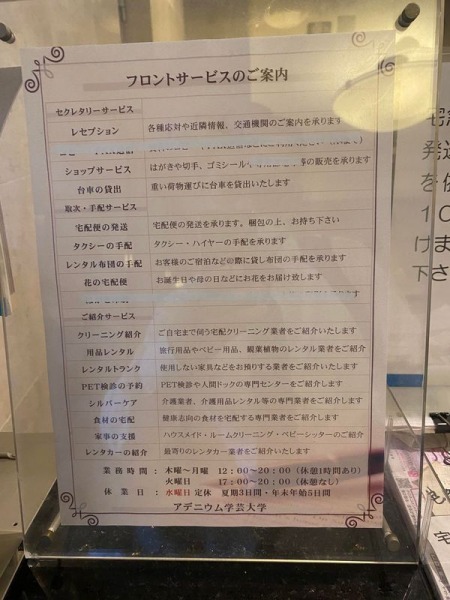 フロントサービスのご案内
セクレタリーサービス
レセプション 各種応対や近隣情報、交通機関のご案内を承ります
ショップサービス はがきや切手、ゴミシール の販売を承ります
台車の貸出 重い荷物運びに台車を貸出いたします
取次・手配サービス
宅配便の発送 宅配便の発送を承ります。梱包の上、お持ち下さい
タクシーの手配 タクシー・ハイヤーの手配を承ります
レンタル布団の手配 お客様のご宿泊などの際に貸し布団の手配を承ります
花の宅配便 お誕生日や母の日などにお花をお届け致します
ご紹介サービス
クリーニング紹介 ご自宅まで伺う宅配クリーニング業者をご紹介いたします
用品レンタル 旅行用品やベビー用品、観葉植物のレンタル業者をご紹介
レンタルトランク 使用しない家具などをお預りする業者をご紹介いたします
PET検診の予約 PET検診や人間ドックの専門センターをご紹介します
シルバーケア 介護業者、介護用品レンタル等の専門業者をご紹介します
食材の宅配 健康志向の食材を宅配する専門業者をご紹介します
家事の支援 ハウスメイド・ルームクリーニング・ベビーシッターのご紹介
レンタカーの紹介 最寄りのレンタカー業者をご紹介いたします
業務時間： 木曜～月曜 12：00～20：00（休憩1時間あり）
火曜日 17：00～20：00（休憩なし）
休業日： 水曜日定休 夏期3日間・年末年始5日間
アデニウム学芸大学
発送
を
10
けま
下さ